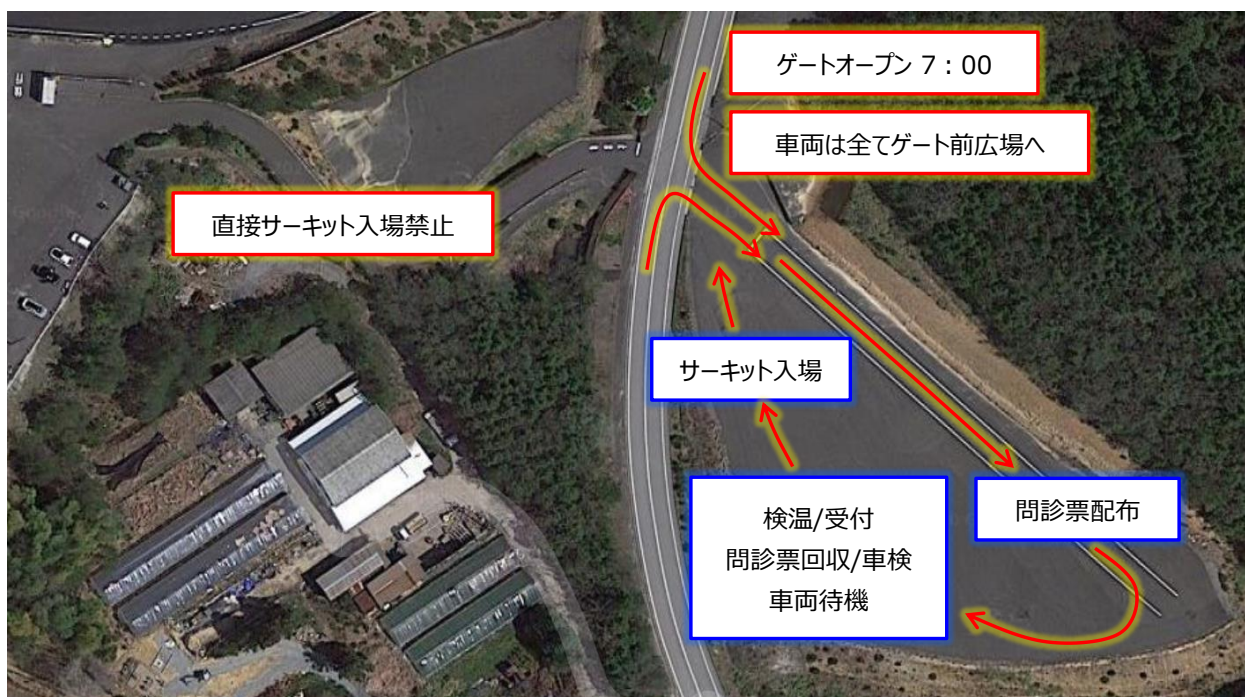 ゲートオープン 7：00
車両は全てゲート前広場へ
直接サーキット入場禁止
サーキット入場
問診票配布
検温/受付
問診票回収/車検
車両待機